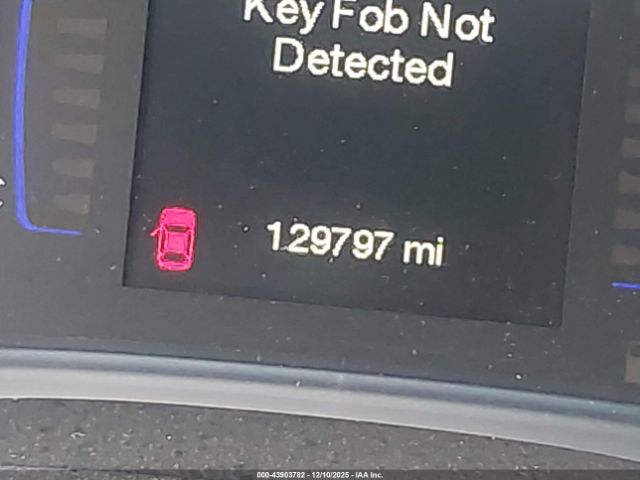 Key Fob Not
Detected
129797 mi
000-43903782 - 12/10/2025 - IAA Inc.